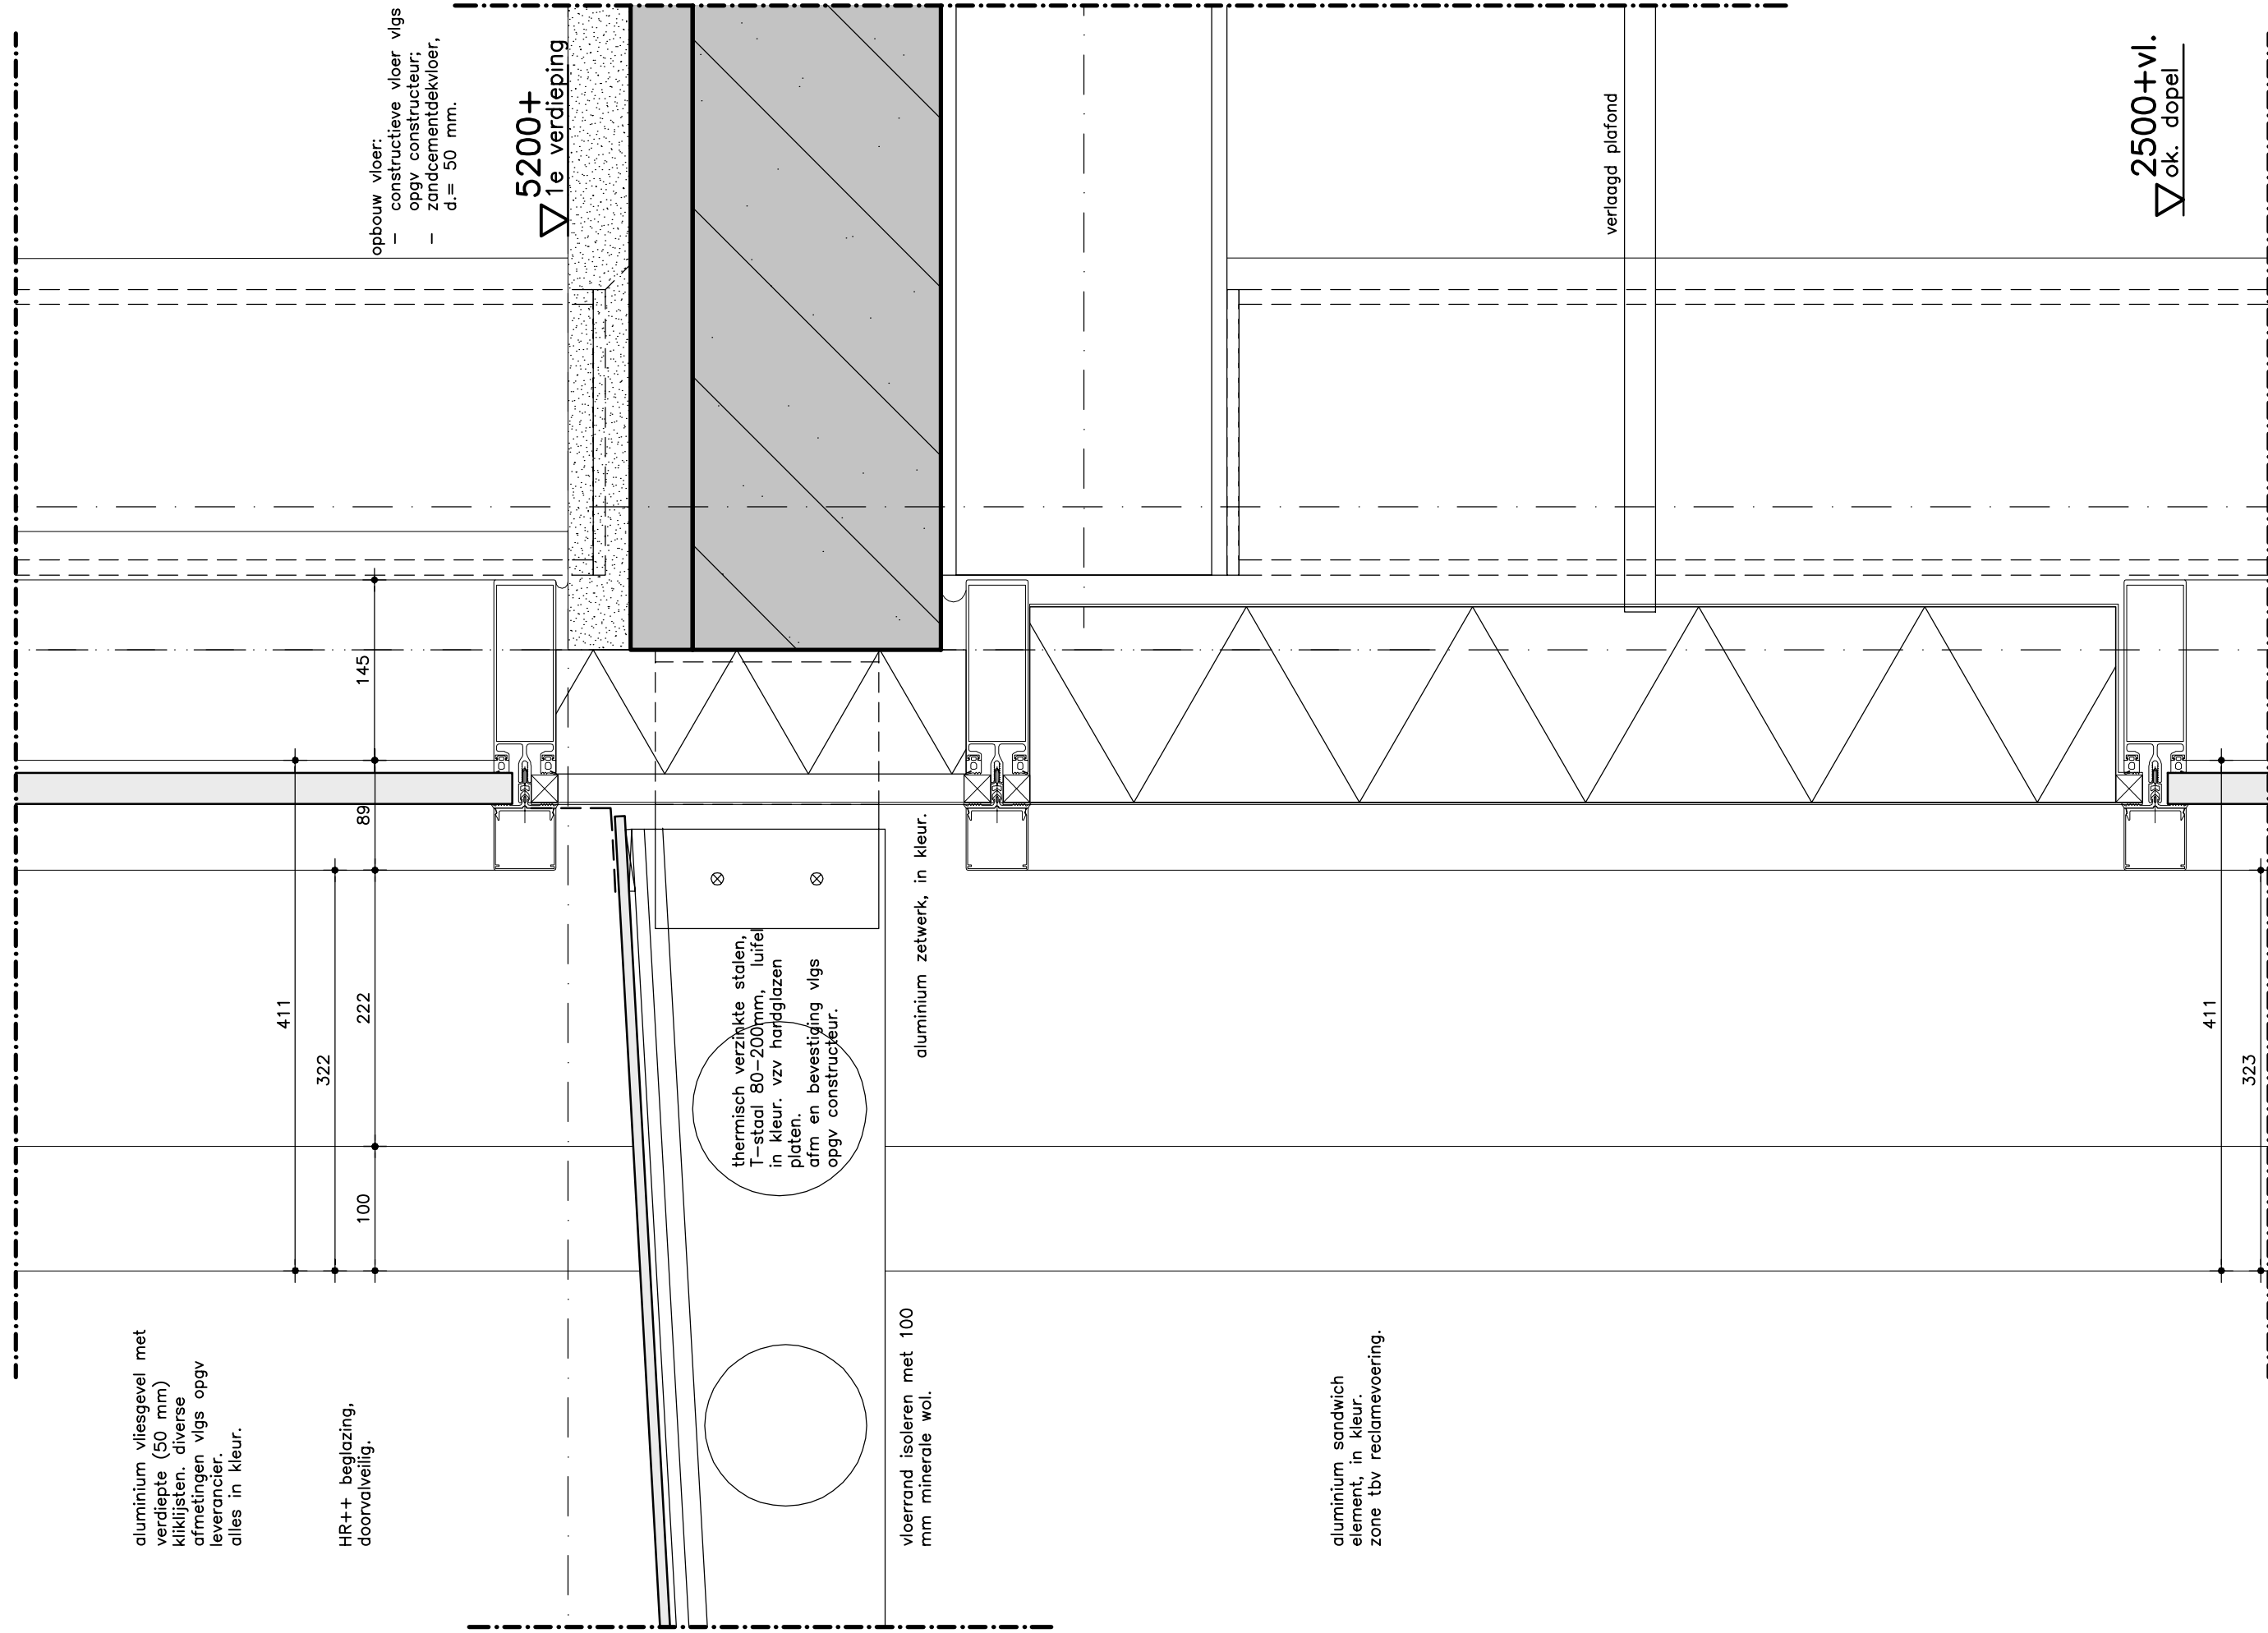 opbouw vloer:
– constructieve vloer vlgs
opgv constructeur;
– zandcementdekvloer,
d.= 50 mm.
5200+
1e verdieping
verlaagd plafond
2500+vl.
ok. dopel
145
89
222
100
322
411
411
323
thermisch verzinkte stalen,
T–staal 80–200mm, luifel
in kleur. vzv hardglazen
platen.
afm en bevestiging vlgs
opgv constructeur.
aluminium zetwerk, in kleur.
aluminium vliesgevel met
verdiepte (50 mm)
kliklijsten. diverse
afmetingen vlgs opgv
leverancier.
alles in kleur.
HR++ beglazing,
doorvalveilig.
vloerrand isoleren met 100
mm minerale wol.
aluminium sandwich
element, in kleur.
zone tbv reclamevoering.